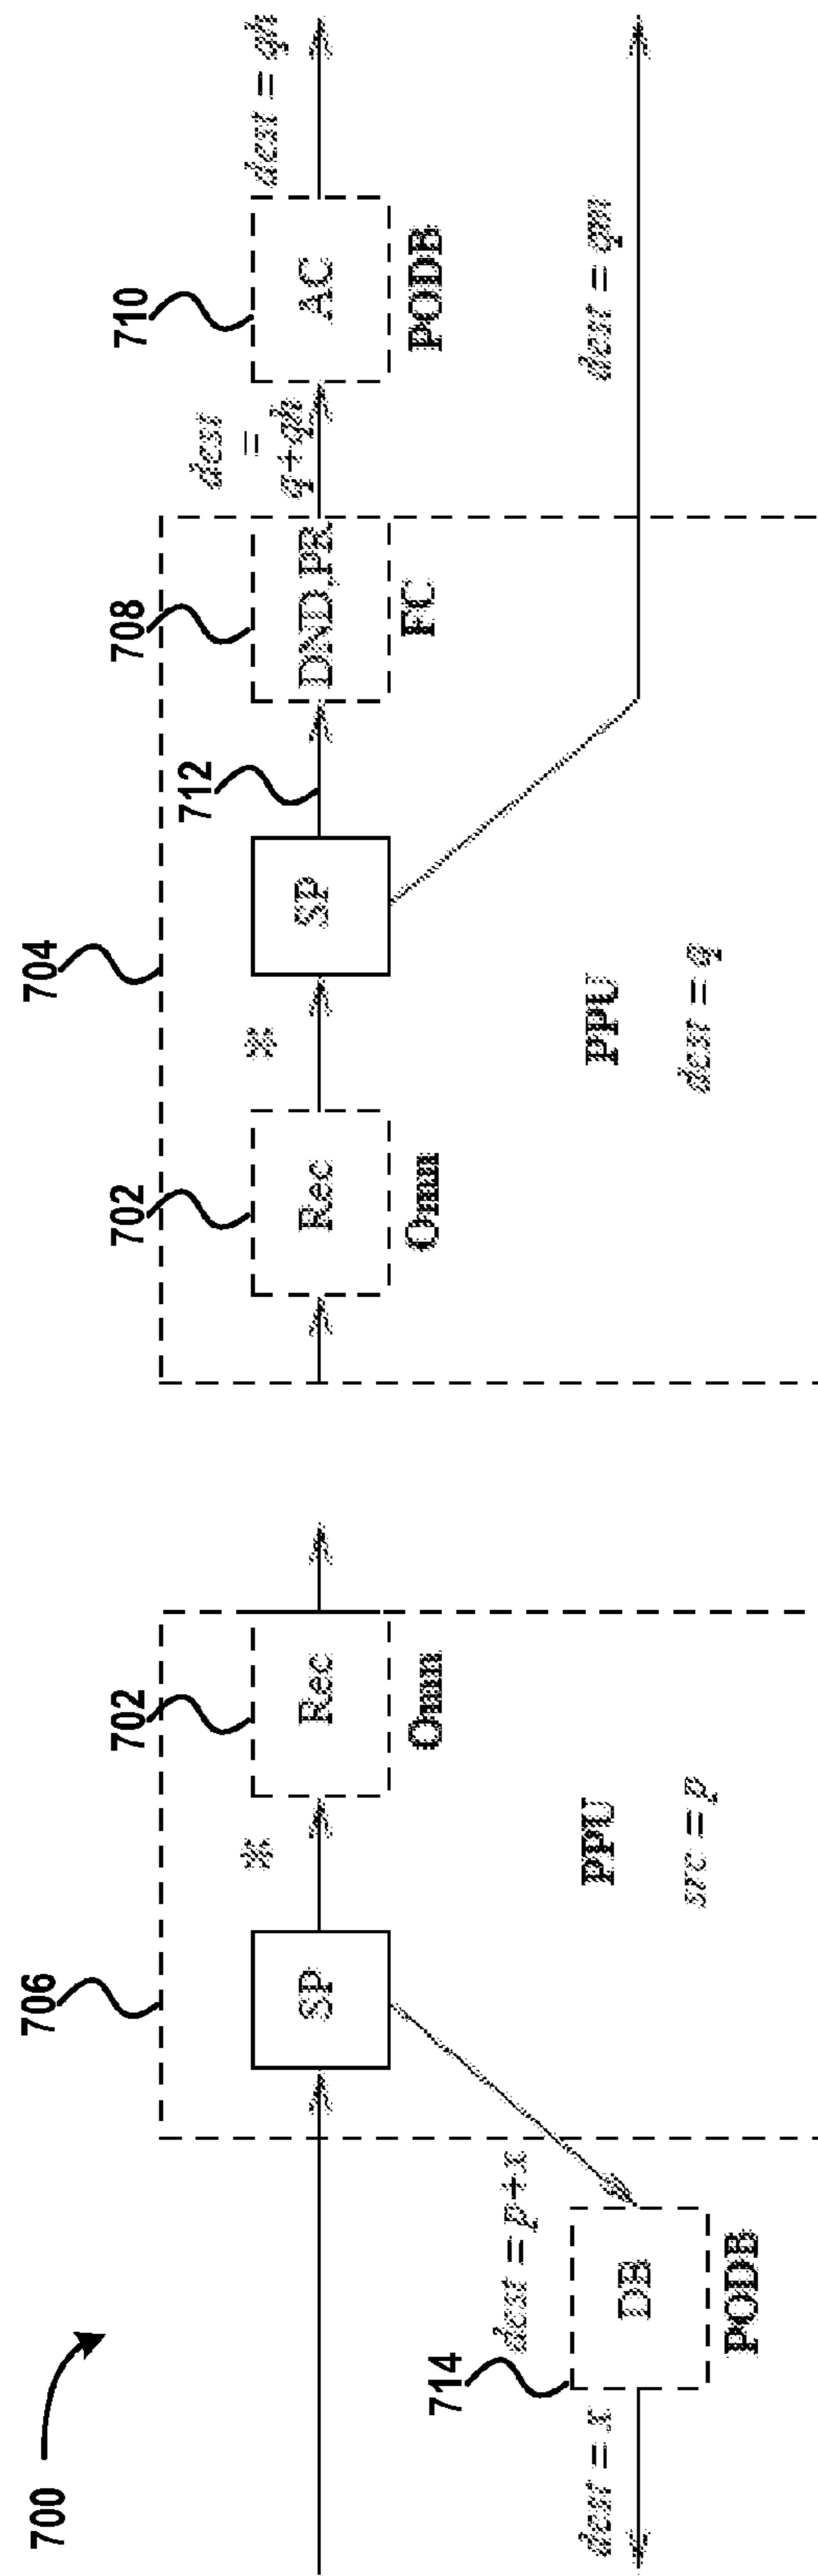 700
706
702
704
702
712
708
710
714
SP
*
Rec
Omn
PPU
src = p
dest = p+x
DB
PODB
dest = x
Rec
Omn
*
SP
DND,PR
FC
PPU
dest = q
dest
=
q+qh
AC
PODB
dest = qh
dest = qm